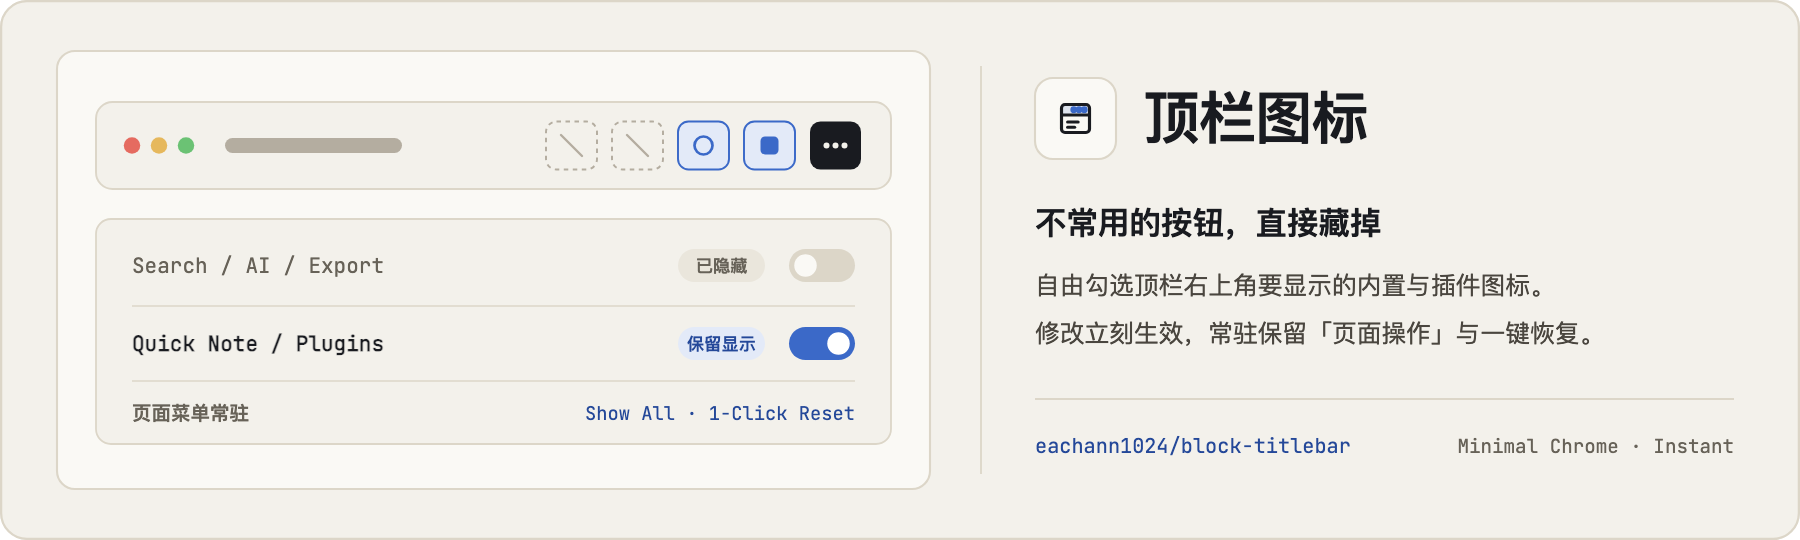 Search / AI / Export 已隐藏
Quick Note / Plugins 保留显示
页面菜单常驻 Show All · 1-Click Reset
顶栏图标
不常用的按钮，直接藏掉
自由勾选顶栏右上角要显示的内置与插件图标。
修改立刻生效，常驻保留「页面操作」与一键恢复。
eachann1024/block-titlebar Minimal Chrome · Instant